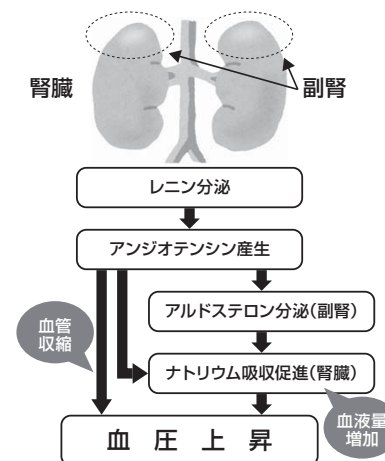 腎臓
副腎
レニン分泌
アンジオテンシン産生
アルドステロン分泌(副腎)
血管
収縮
ナトリウム吸収促進(腎臓)
血液量
増加
血圧上昇